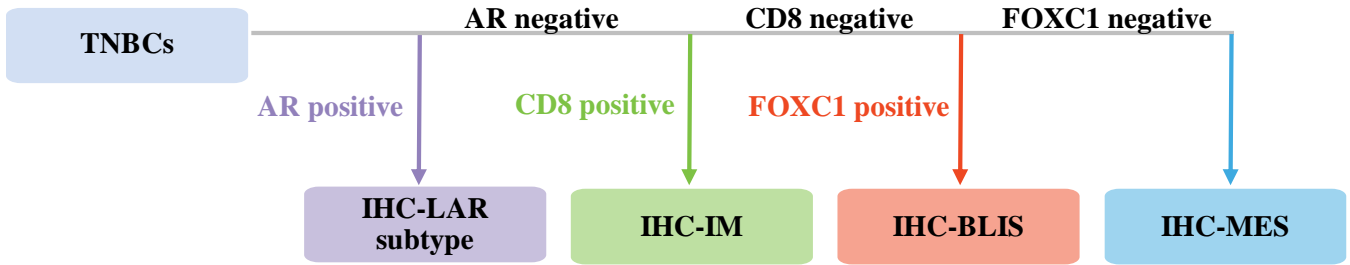 AR negative
CD8 negative
FOXC1 negative
TNBCs
AR positive
CD8 positive
FOXC1 positive
IHC-LAR
subtype
IHC-IM
IHC-BLIS
IHC-MES